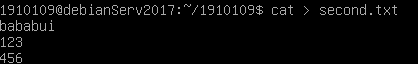 1910109@debianServ2017:~/1910109$ cat > second.txt
bababui
123
456